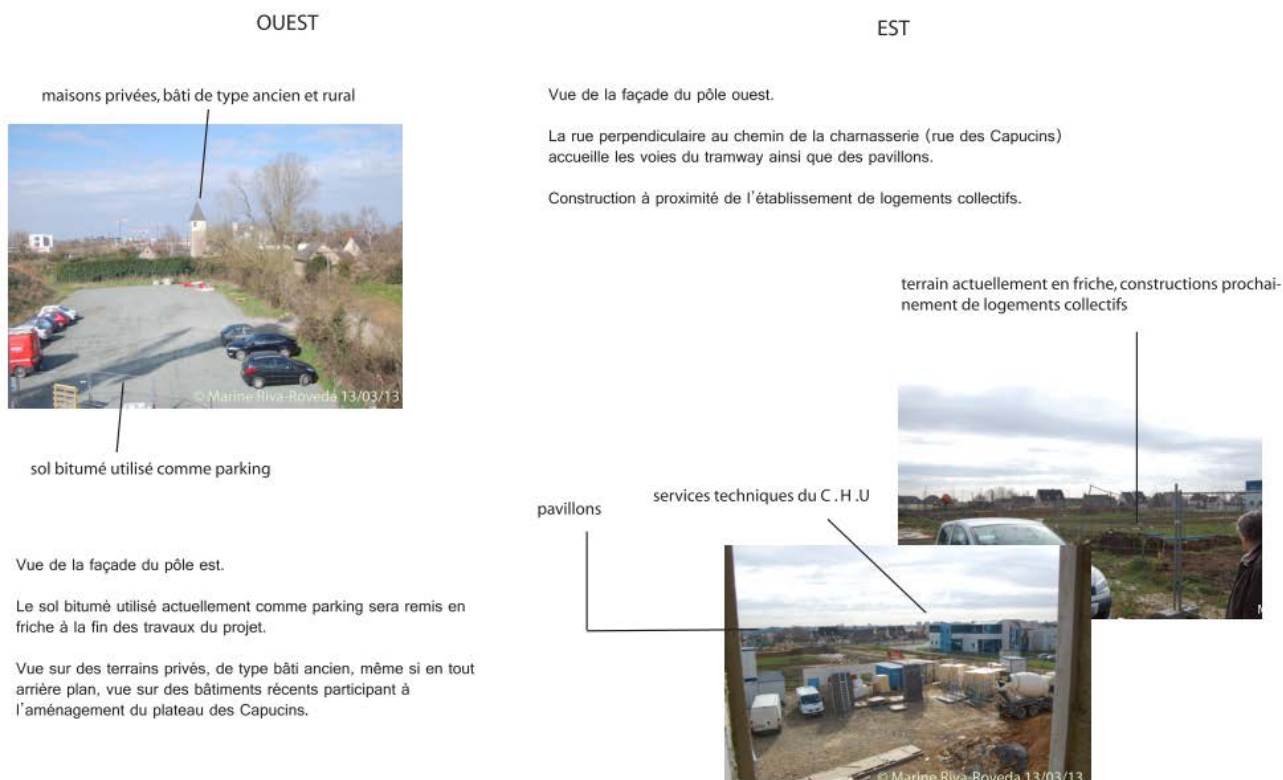 OUEST
maisons privées, bâti de type ancien et rural
© Marine Riva-Roveda 13/03/13
sol bitumé utilisé comme parking
Vue de la façade du pôle est.
Le sol bitumé utilisé actuellement comme parking sera remis en
friche à la fin des travaux du projet.
Vue sur des terrains privés, de type bâti ancien, même si en tout
arrière plan, vue sur des bâtiments récents participant à
l'aménagement du plateau des Capucins.
EST
Vue de la façade du pôle ouest.
La rue perpendiculaire au chemin de la charnasserie (rue des Capucins)
accueille les voies du tramway ainsi que des pavillons.
Construction à proximité de l'établissement de logements collectifs.
terrain actuellement en friche, constructions prochai-
nement de logements collectifs
services techniques du C . H .U
pavillons
© Marine Riva-Roveda 13/03/13